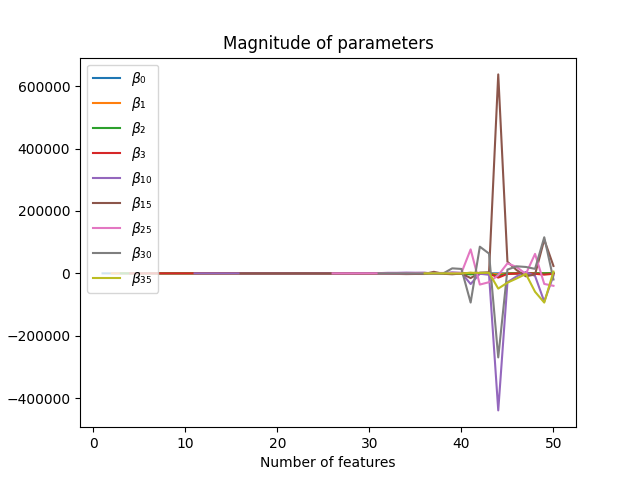 Magnitude of parameters
600000
400000
200000
0
−200000
−400000
β₀
β₁
β₂
β₃
β₁₀
β₁₅
β₂₅
β₃₀
β₃₅
0 10 20 30 40 50
Number of features